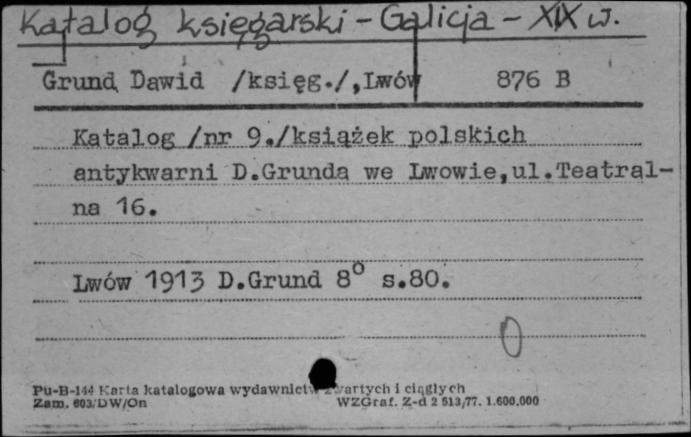 Katalog księgarski - Galicja - XIX w.
Grund Dawid /księg./,Lwów 876 B
Katalog /nr 9./książek polskich
antykwarni D.Grunda we Lwowie,ul.Teatral-
na 16.
Lwów 1913 D.Grund 8° s.80.
0
Pu-B-144 Karta katalogowa wydawnictw zwartych i ciągłych
Zam. 603/DW/On WZGraf. Z-d 2 513/77. 1.600.000